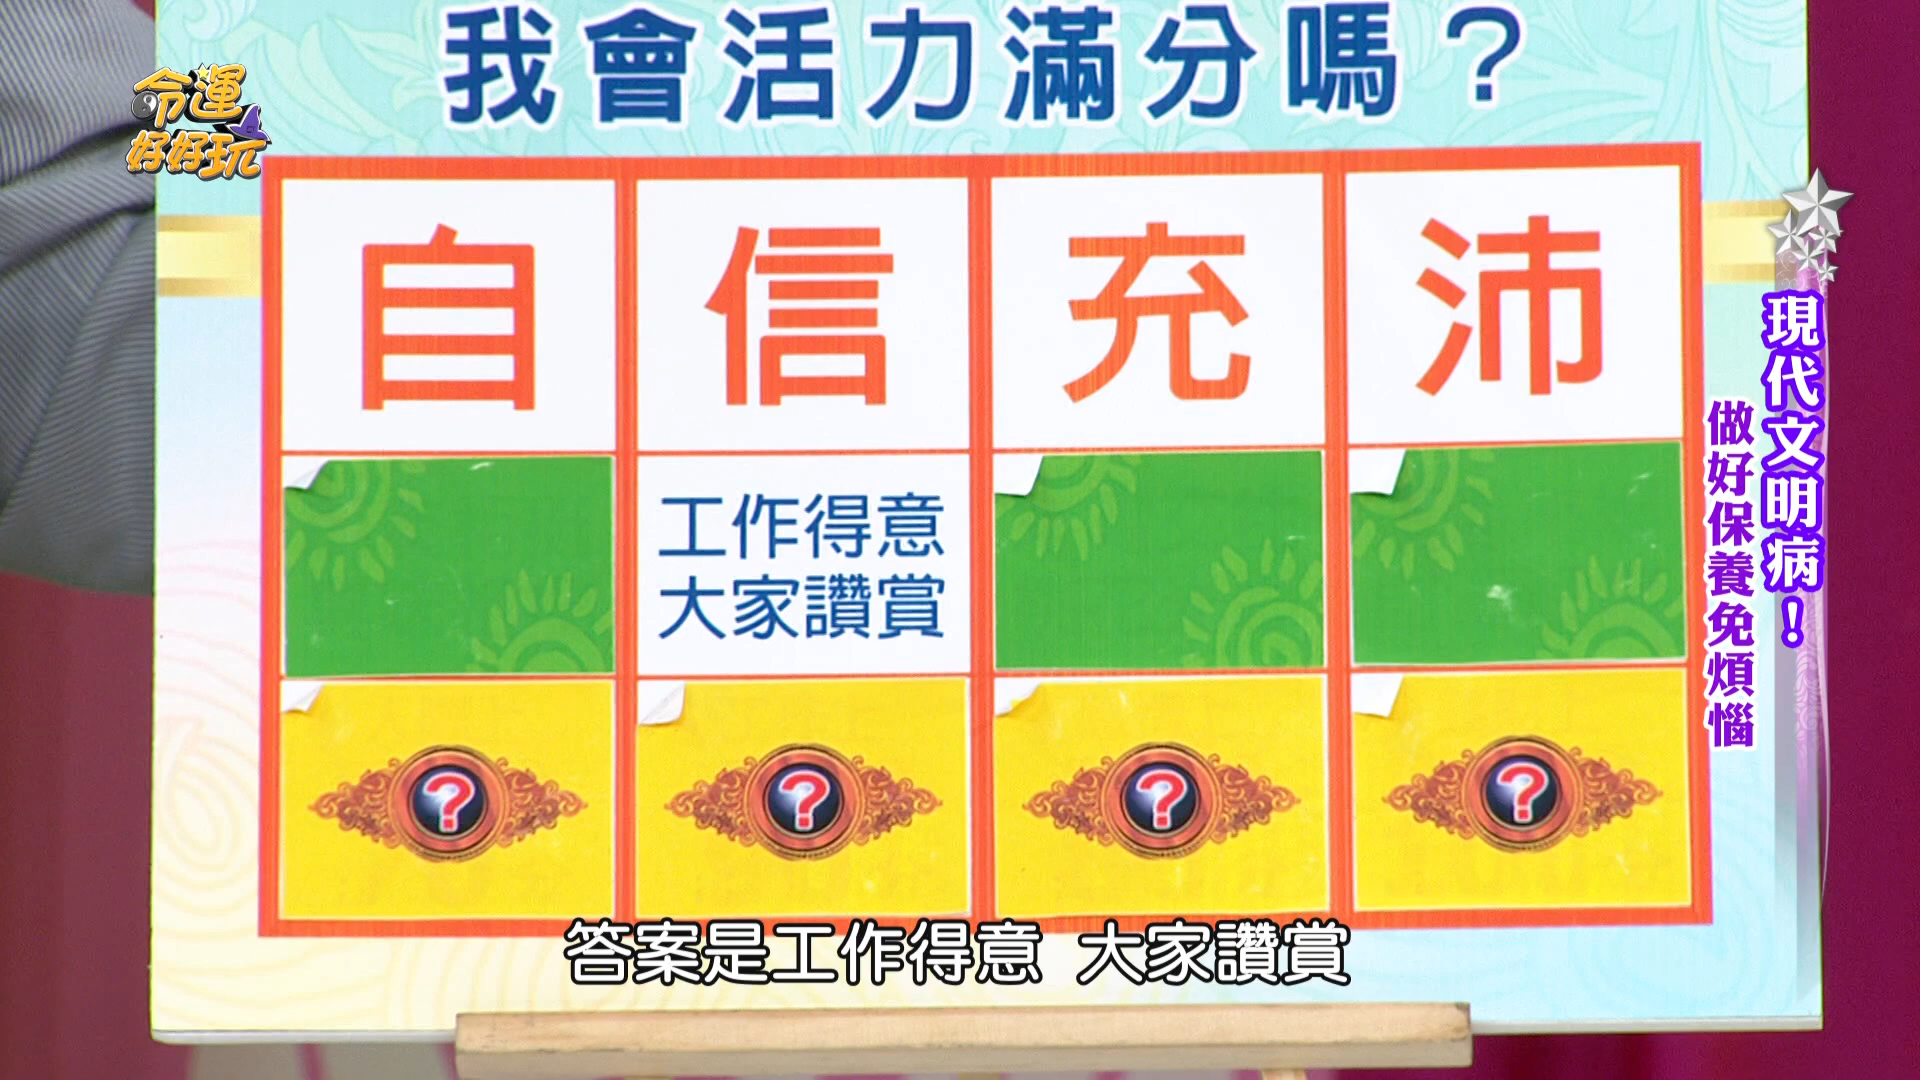 我會活力滿分嗎？
命運
好好玩
自 信 充 沛
工作得意
大家讚賞
? ? ? ?
現代文明病！
做好保養免煩惱
答案是工作得意 大家讚賞